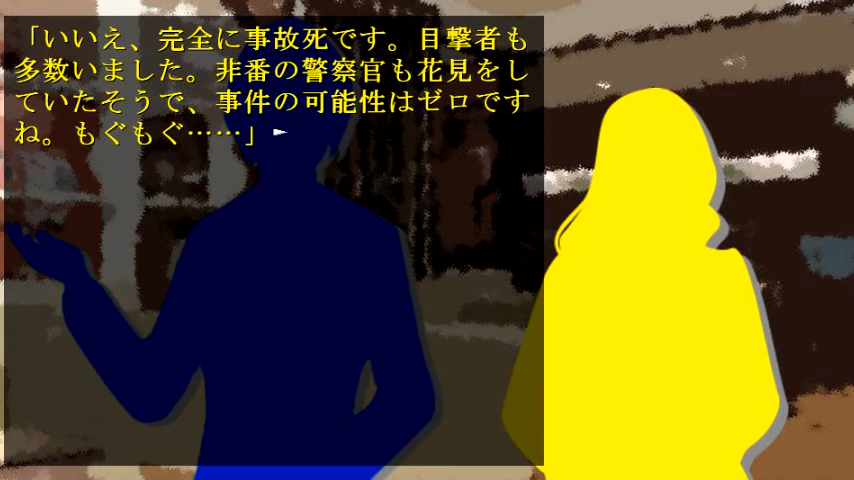 「いいえ、完全に事故死です。目撃者も
多数いました。非番の警察官も花見をし
ていたそうで、事件の可能性はゼロです
ね。もぐもぐ……」